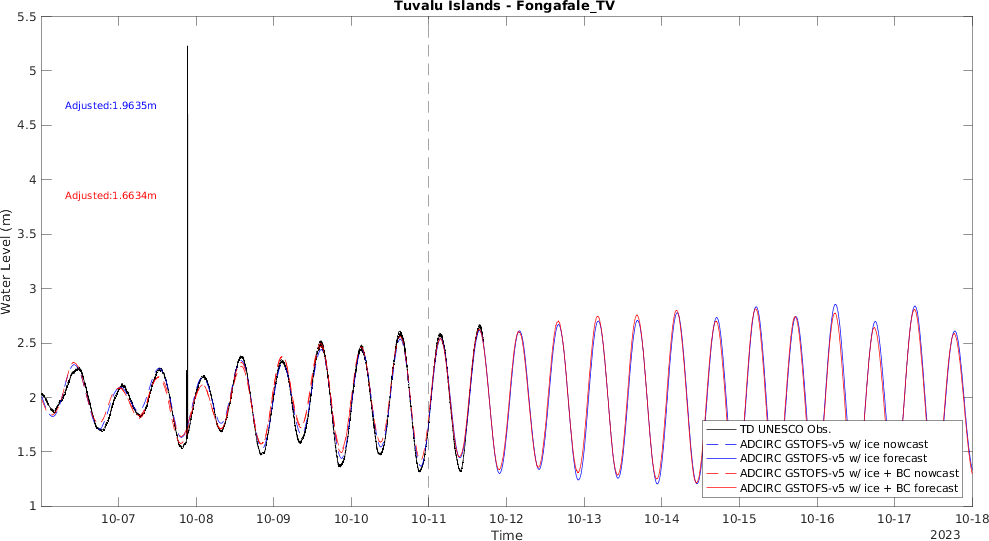 Tuvalu Islands - Fongafale_TV
5.5
5
4.5
4
3.5
3
2.5
2
1.5
1
Water Level (m)
Adjusted:1.9635m
Adjusted:1.6634m
TD UNESCO Obs.
ADCIRC GSTOFS-v5 w/ ice nowcast
ADCIRC GSTOFS-v5 w/ ice forecast
ADCIRC GSTOFS-v5 w/ ice + BC nowcast
ADCIRC GSTOFS-v5 w/ ice + BC forecast
10-07 10-08 10-09 10-10 10-11 10-12 10-13 10-14 10-15 10-16 10-17 10-18
Time
2023